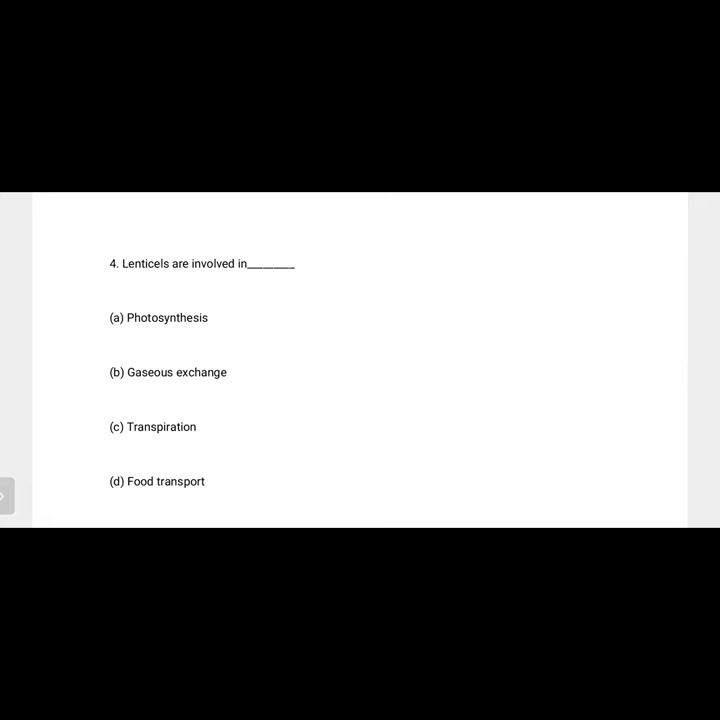 4. Lenticels are involved in________
(a) Photosynthesis
(b) Gaseous exchange
(c) Transpiration
(d) Food transport